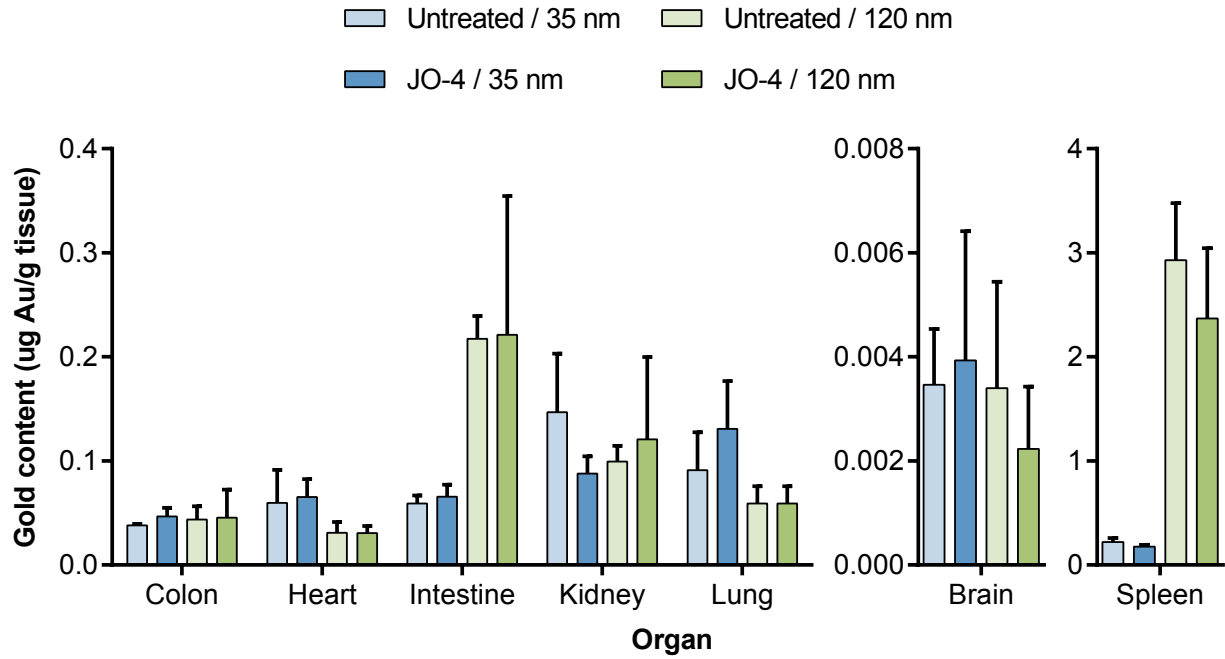 Untreated / 35 nm
Untreated / 120 nm
JO-4 / 35 nm
JO-4 / 120 nm
Gold content (ug Au/g tissue)
0.4
0.3
0.2
0.1
0.0
0.008
0.006
0.004
0.002
0.000
4
3
2
1
0
Colon
Heart
Intestine
Kidney
Lung
Brain
Spleen
Organ